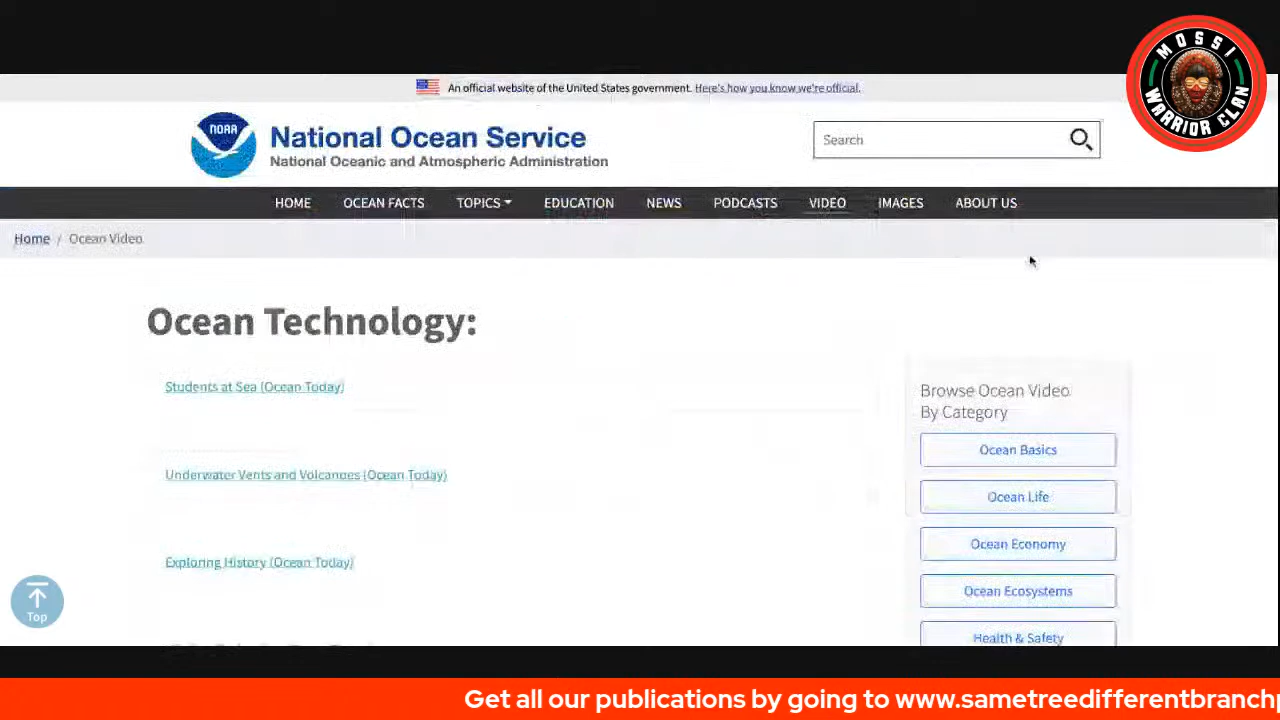 MOSSI
WARRIOR CLAN
An official website of the United States government. Here's how you know we're official.
NOAA
National Ocean Service
National Oceanic and Atmospheric Administration
Search
HOME OCEAN FACTS TOPICS EDUCATION NEWS PODCASTS VIDEO IMAGES ABOUT US
Home / Ocean Video
Ocean Technology:
Students at Sea (Ocean Today)
Underwater Vents and Volcanoes (Ocean Today)
Exploring History (Ocean Today)
Browse Ocean Video
By Category
Ocean Basics
Ocean Life
Ocean Economy
Ocean Ecosystems
Health & Safety
Top
Get all our publications by going to www.sametreedifferentbranch